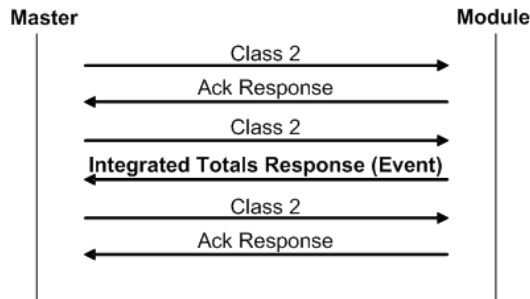 Master Module
Class 2
Ack Response
Class 2
Integrated Totals Response (Event)
Class 2
Ack Response